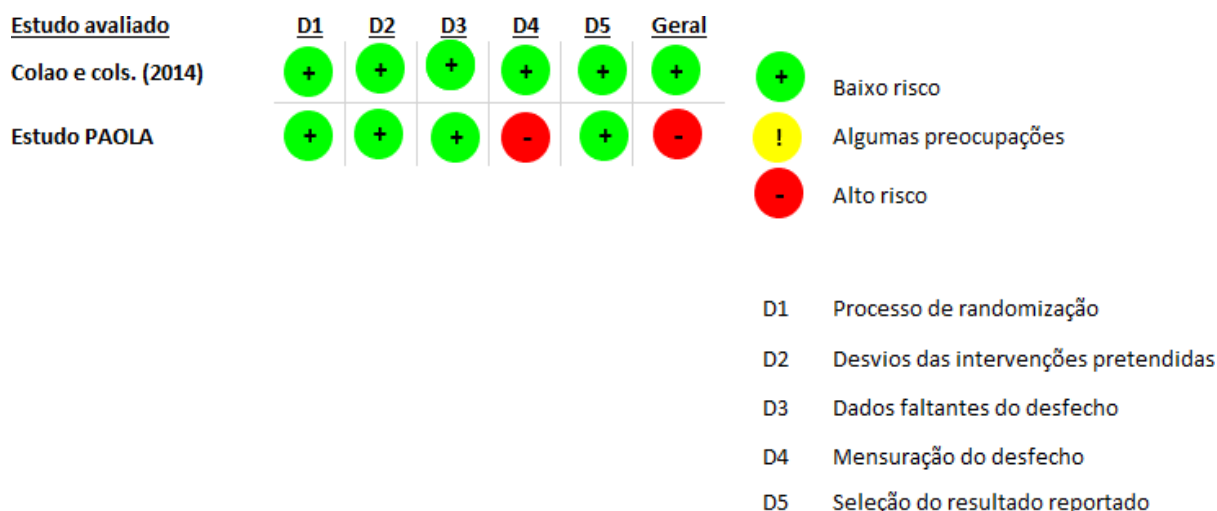 Estudo avaliado D1 D2 D3 D4 D5 Geral
Colao e cols. (2014) + + + + + +
Estudo PAOLA + + + - + -
+ Baixo risco
! Algumas preocupações
- Alto risco
D1 Processo de randomização
D2 Desvios das intervenções pretendidas
D3 Dados faltantes do desfecho
D4 Mensuração do desfecho
D5 Seleção do resultado reportado